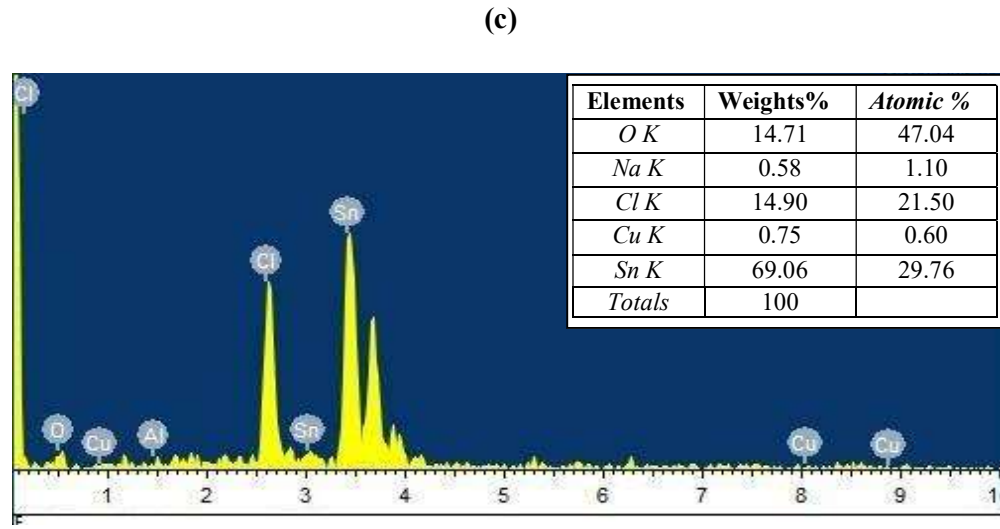 (c)
Elements Weights% Atomic %
O K 14.71 47.04
Na K 0.58 1.10
Cl K 14.90 21.50
Cu K 0.75 0.60
Sn K 69.06 29.76
Totals 100
Cl
Sn
Cl
O Cu Al Sn Cu Cu
1 2 3 4 5 6 7 8 9 1